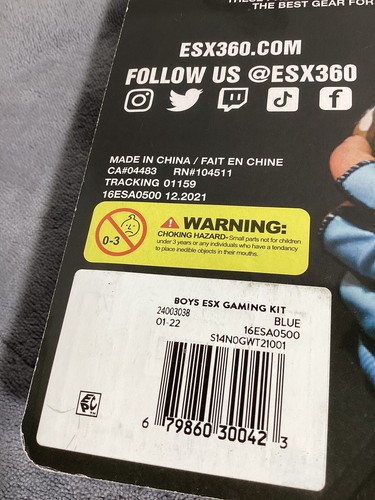 THE BEST GEAR FOR
ESX360.COM
FOLLOW US @ESX360
MADE IN CHINA / FAIT EN CHINE
CA#04483 RN#104511
TRACKING 01159
16ESA0500 12.2021
0-3
WARNING:
CHOKING HAZARD- Small parts not for children
under 3 years or any individuals who have a tendency
to place inedible objects in their mouths.
BOYS ESX GAMING KIT
24003038
BLUE
01-22
16ESA0500
S14N0GWT21001
6 79860 30042 3